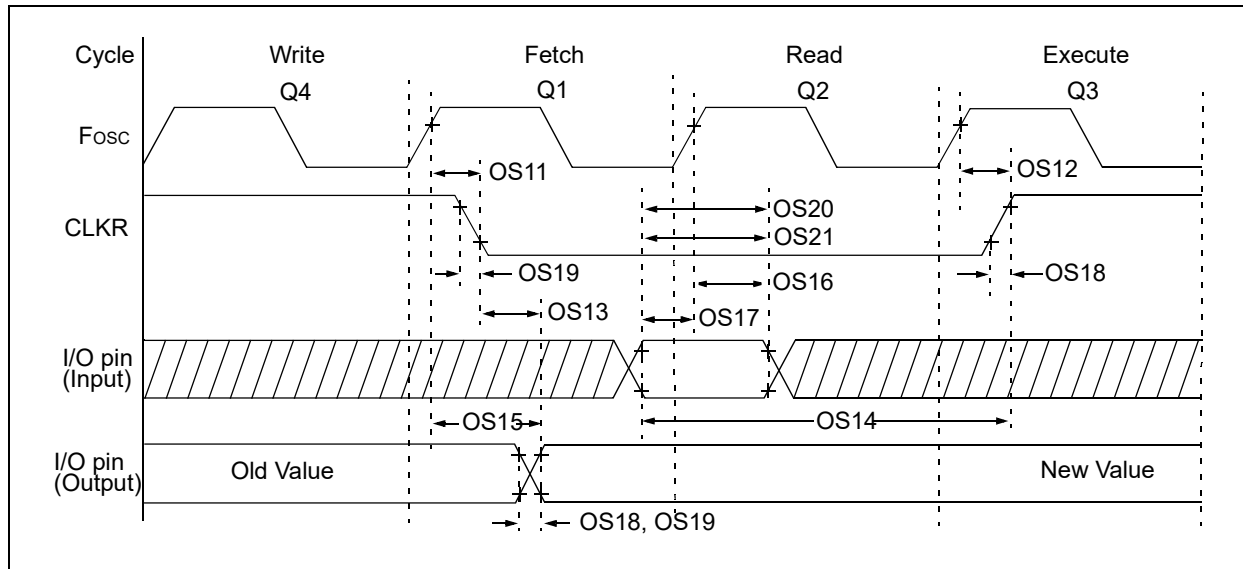 Cycle Write Fetch Read Execute
Q4 Q1 Q2 Q3
Fosc
OS11 OS12
OS20
CLKR
OS21
OS19 OS16 OS18
OS13 OS17
I/O pin
(Input)
OS15 OS14
I/O pin
(Output)
Old Value New Value
OS18, OS19